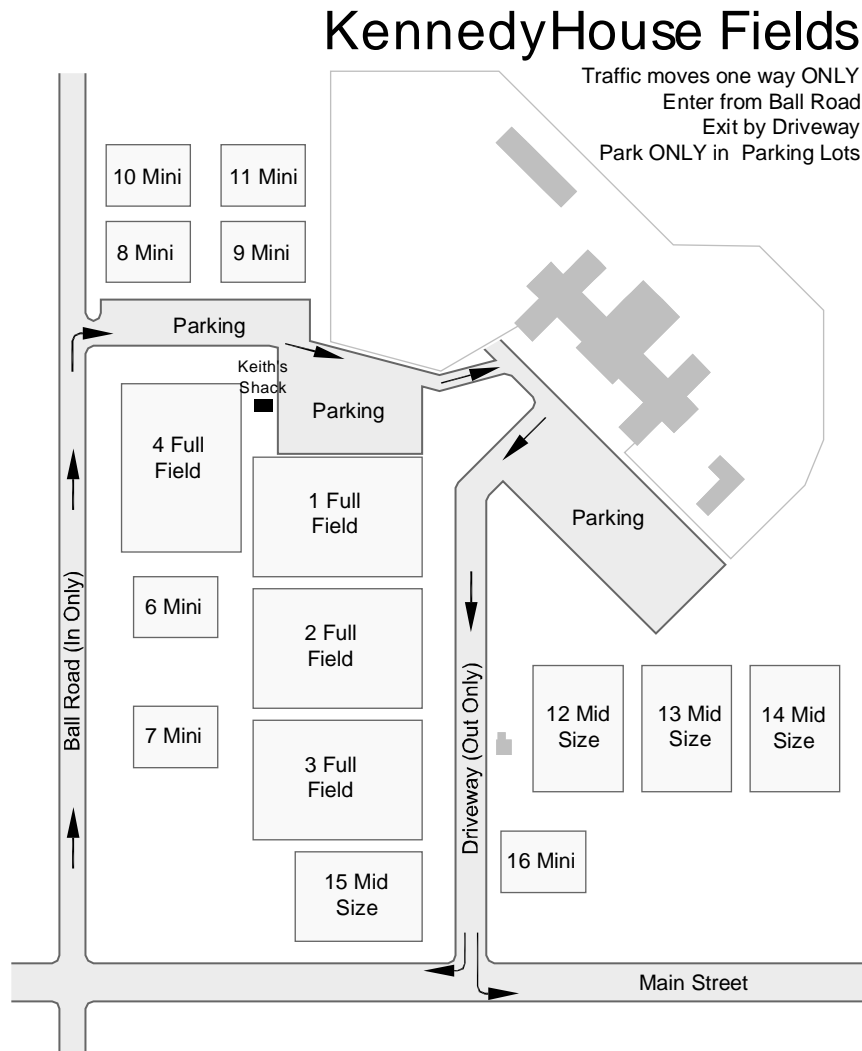 KennedyHouse Fields
Traffic moves one way ONLY
Enter from Ball Road
Exit by Driveway
Park ONLY in Parking Lots
10 Mini
11 Mini
8 Mini
9 Mini
Parking
Keith's
Shack
Parking
4 Full
Field
1 Full
Field
Parking
6 Mini
2 Full
Field
Ball Road (In Only)
7 Mini
3 Full
Field
Driveway (Out Only)
12 Mid
Size
13 Mid
Size
14 Mid
Size
15 Mid
Size
16 Mini
Main Street